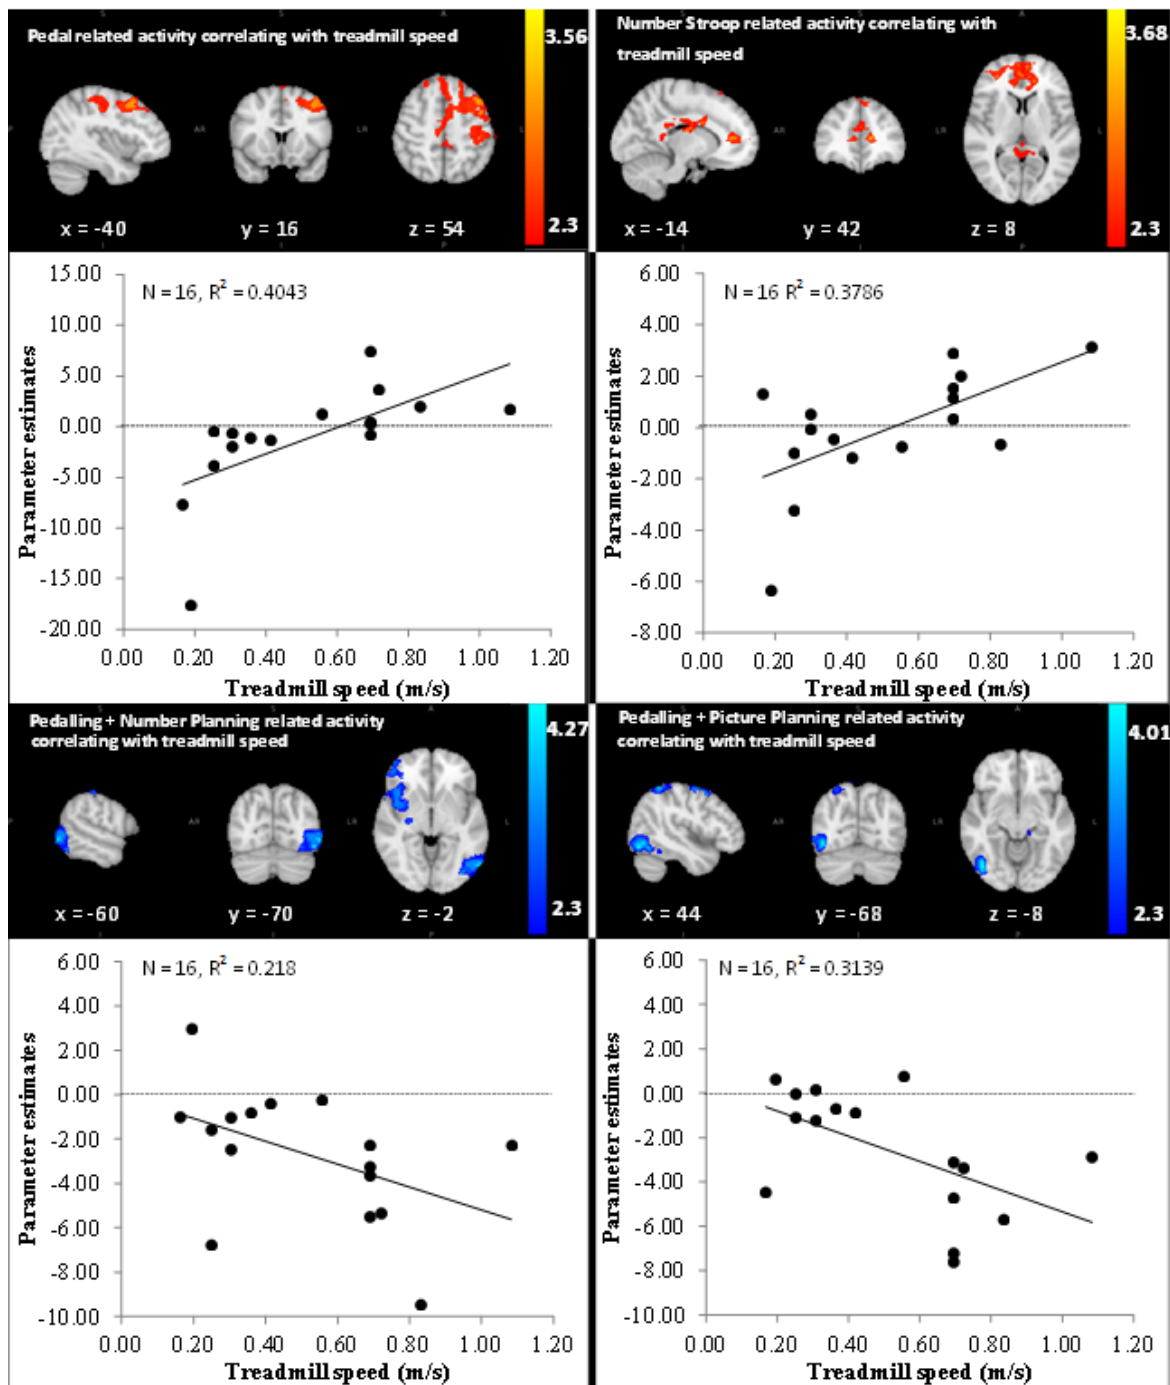 Pedal related activity correlating with treadmill speed
3.56
S
S
A
P
AR
LR
L
x = -40
y = 16
z = 54
2.3
Number Stroop related activity correlating with
treadmill speed
3.68
A
AR
LR
L
x = -14
y = 42
z = 8
2.3
P
N = 16, R² = 0.4043
15.00
10.00
5.00
0.00
-5.00
-10.00
-15.00
-20.00
Parameter estimates
0.00 0.20 0.40 0.60 0.80 1.00 1.20
Treadmill speed (m/s)
N = 16 R² = 0.3786
6.00
4.00
2.00
0.00
-2.00
-4.00
-6.00
-8.00
Parameter estimates
0.00 0.20 0.40 0.60 0.80 1.00 1.20
Treadmill speed (m/s)
Pedalling + Number Planning related activity
correlating with treadmill speed
4.27
A
AR
LR
L
x = -60
y = -70
z = -2
2.3
P
Pedalling + Picture Planning related activity
correlating with treadmill speed
4.01
AR
LR
L
x = 44
y = -68
z = -8
2.3
P
N = 16, R² = 0.218
6.00
4.00
2.00
0.00
-2.00
-4.00
-6.00
-8.00
-10.00
Parameter estimates
0.00 0.20 0.40 0.60 0.80 1.00 1.20
Treadmill speed (m/s)
N = 16, R² = 0.3139
6.00
4.00
2.00
0.00
-2.00
-4.00
-6.00
-8.00
-10.00
Parameter estimates
0.00 0.20 0.40 0.60 0.80 1.00 1.20
Treadmill speed (m/s)